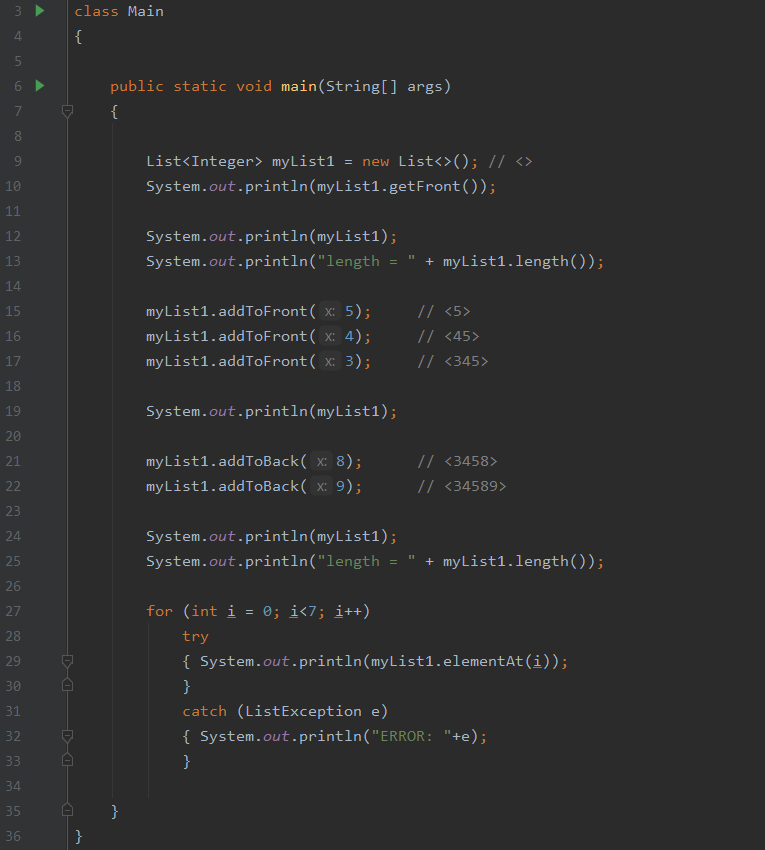 3 class Main
4 {
5
6 public static void main(String[] args)
7 {
8
9 List<Integer> myList1 = new List<>(); // <>
10 System.out.println(myList1.getFront());
11
12 System.out.println(myList1);
13 System.out.println("length = " + myList1.length());
14
15 myList1.addToFront( x: 5); // <5>
16 myList1.addToFront( x: 4); // <45>
17 myList1.addToFront( x: 3); // <345>
18
19 System.out.println(myList1);
20
21 myList1.addToBack( x: 8); // <3458>
22 myList1.addToBack( x: 9); // <34589>
23
24 System.out.println(myList1);
25 System.out.println("length = " + myList1.length());
26
27 for (int i = 0; i<7; i++)
28 try
29 { System.out.println(myList1.elementAt(i));
30 }
31 catch (ListException e)
32 { System.out.println("ERROR: "+e);
33 }
34
35 }
36 }